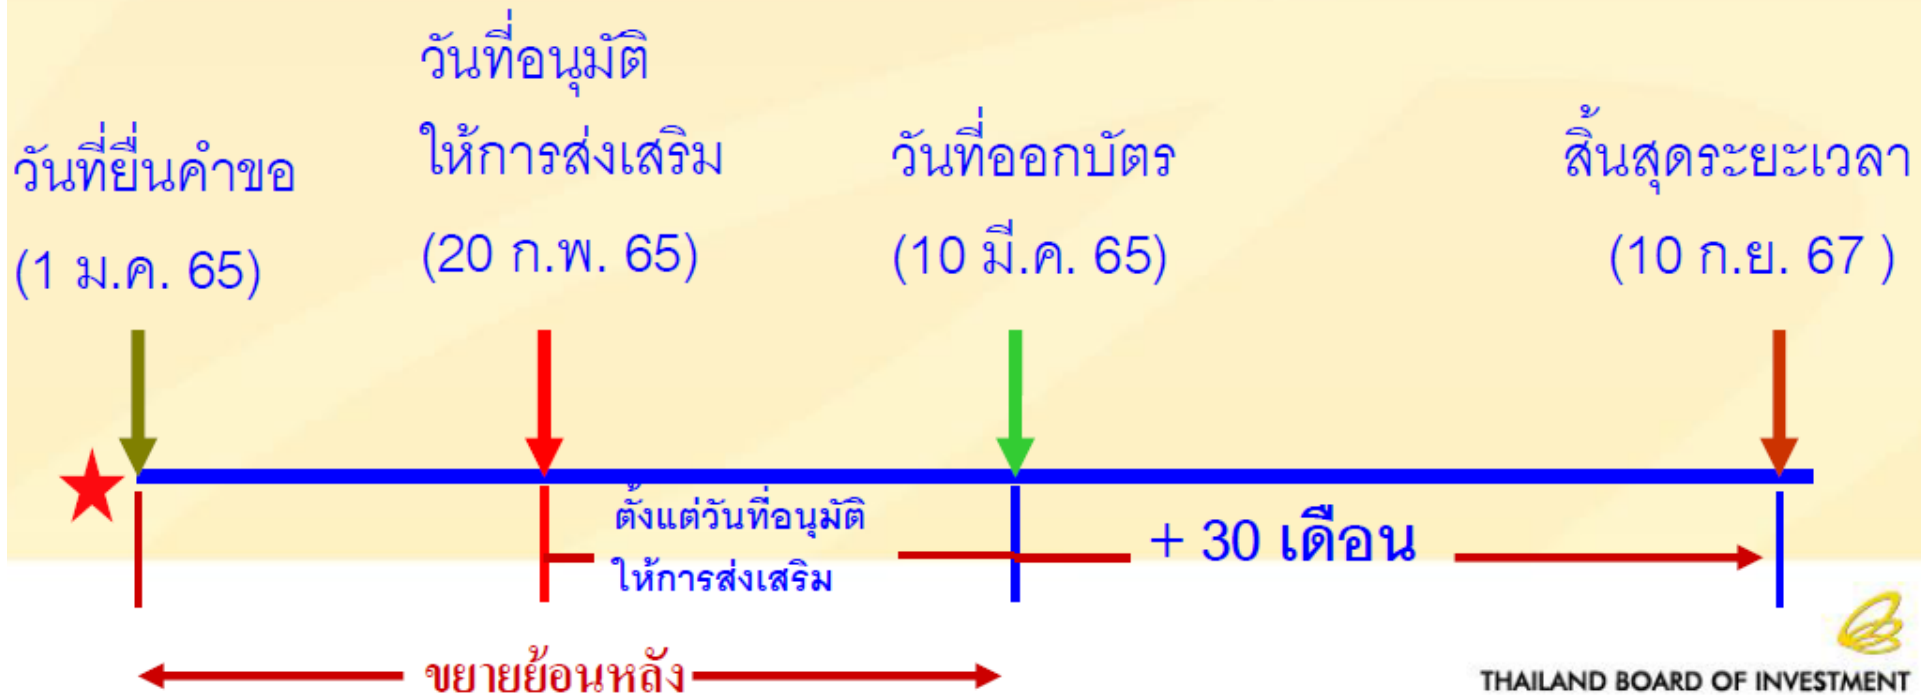 วันที่ยื่นคำขอ
(1 ม.ค. 65)
วันที่อนุมัติ
ให้การส่งเสริม
(20 ก.พ. 65)
วันที่ออกบัตร
(10 มี.ค. 65)
สิ้นสุดระยะเวลา
(10 ก.ย. 67 )
ตั้งแต่วันที่อนุมัติ
ให้การส่งเสริม
+ 30 เดือน
ขยายย้อนหลัง
THAILAND BOARD OF INVESTMENT